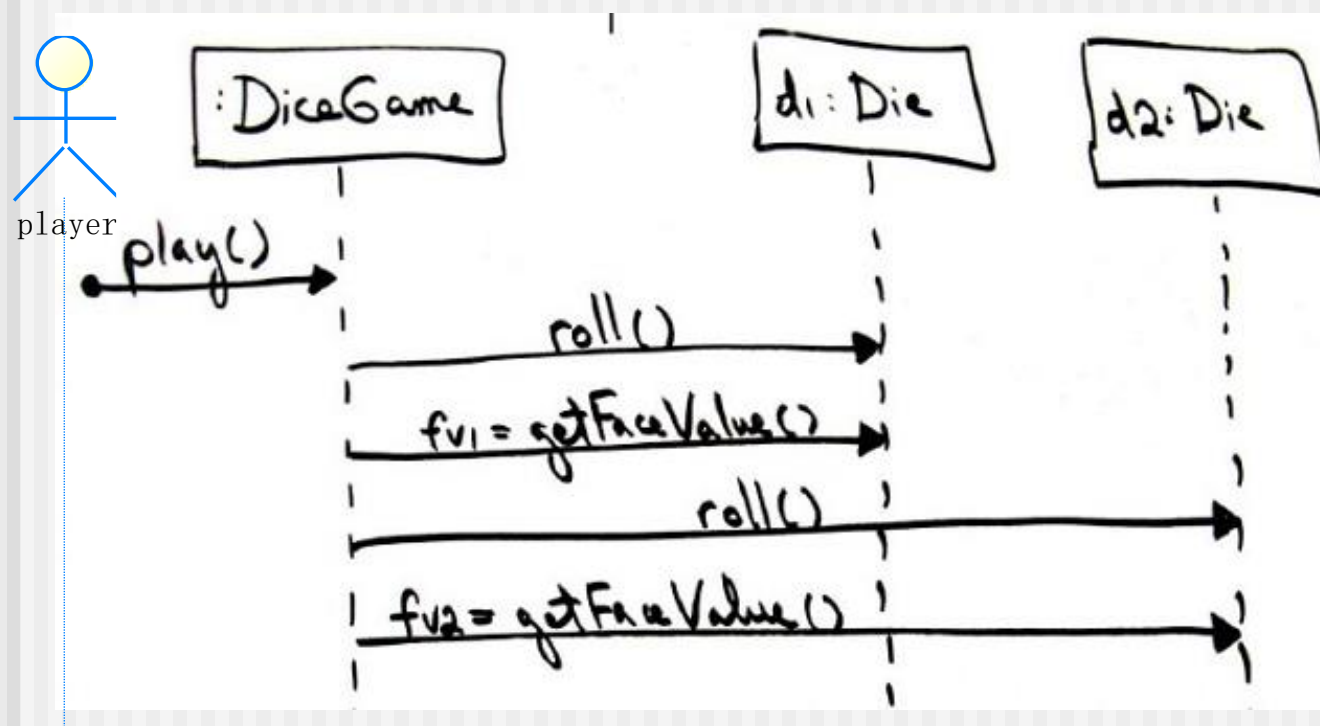 :DiceGame
d1: Die
d2: Die
player
play()
roll()
fv1 = getFaceValue()
roll()
fv2 = getFaceValue()